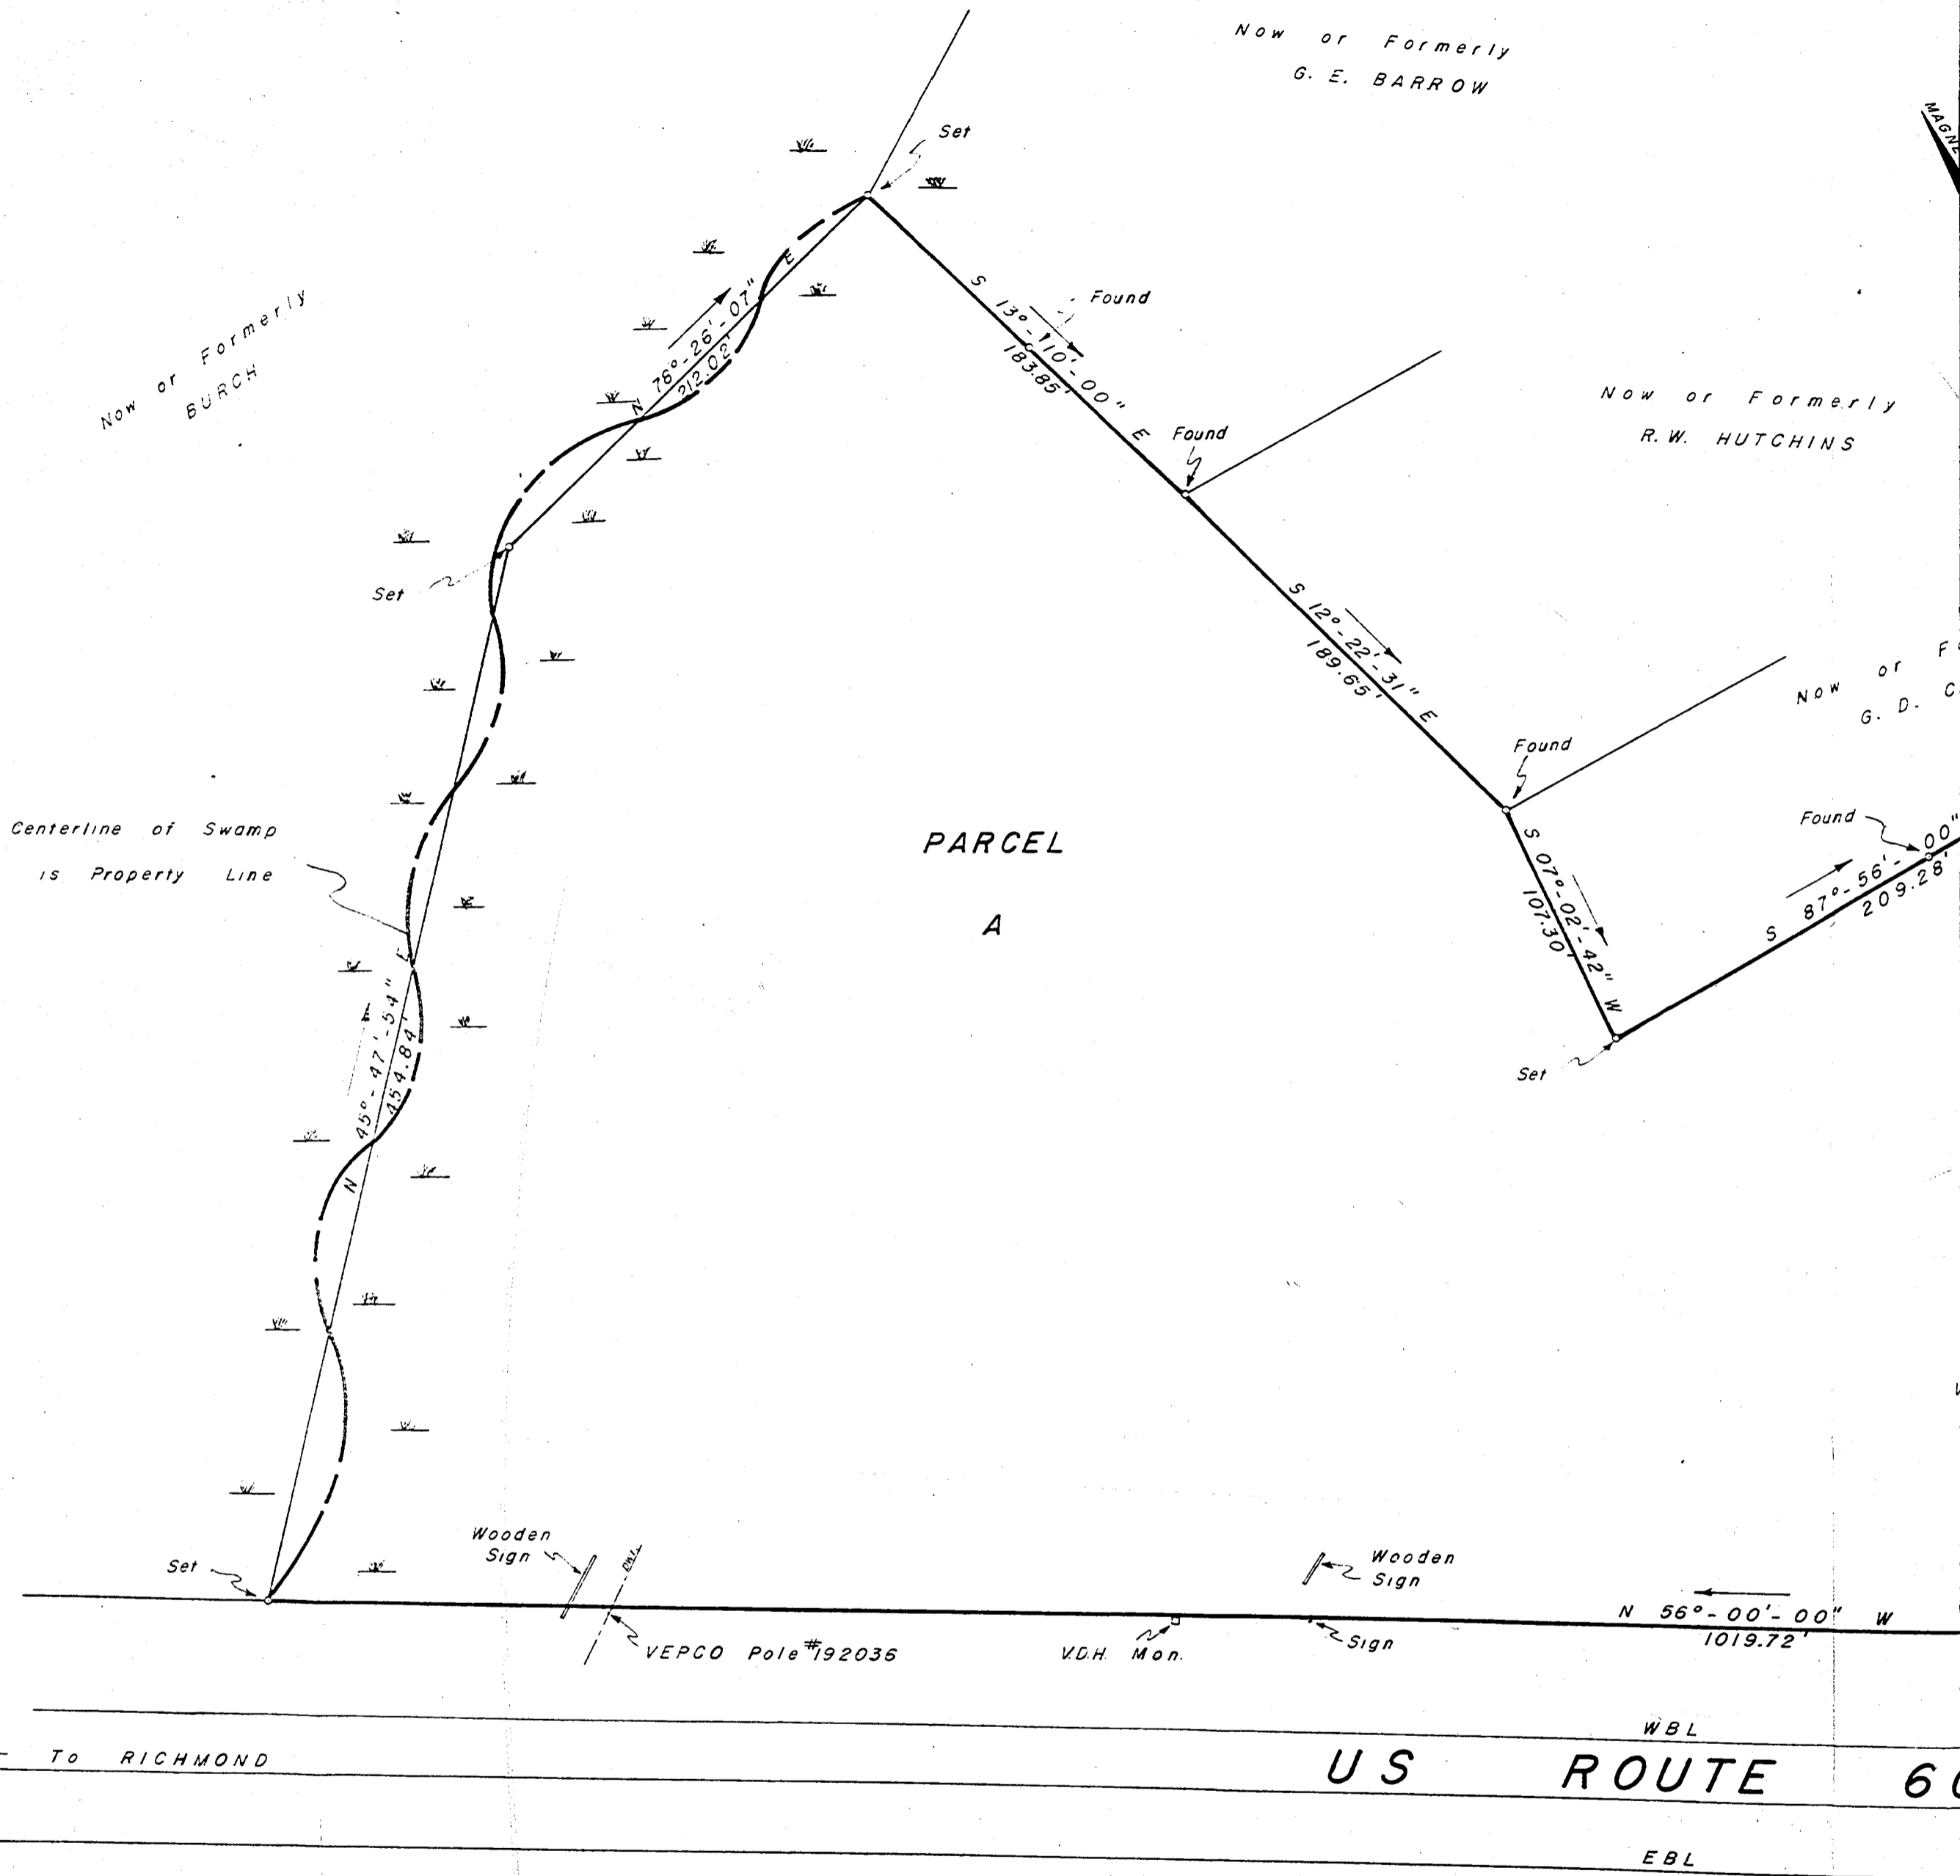 Now or Formerly
G. E. BARROW
Set
S 13°-10'-00" E
183.85'
Found
Found
N 78°-26'-07" E
212.02'
Now or Formerly
BURCH
Now or Formerly
R.W. HUTCHINS
Set
S 12°-22'-31" E
189.65'
Now or
G. D.
Found
Found
S 07°-02'-42" W
107.30'
S 87°-56'-00"
209.28'
Centerline of Swamp
is Property Line
PARCEL
A
N 45°-47'-54" E
454.84'
Set
Wooden
Sign
Wooden
Sign
Set
N 56°-00'-00" W
1019.72'
VEPCO Pole #192036
V.D.H. Mon.
Sign
WBL
To RICHMOND
US ROUTE
EBL